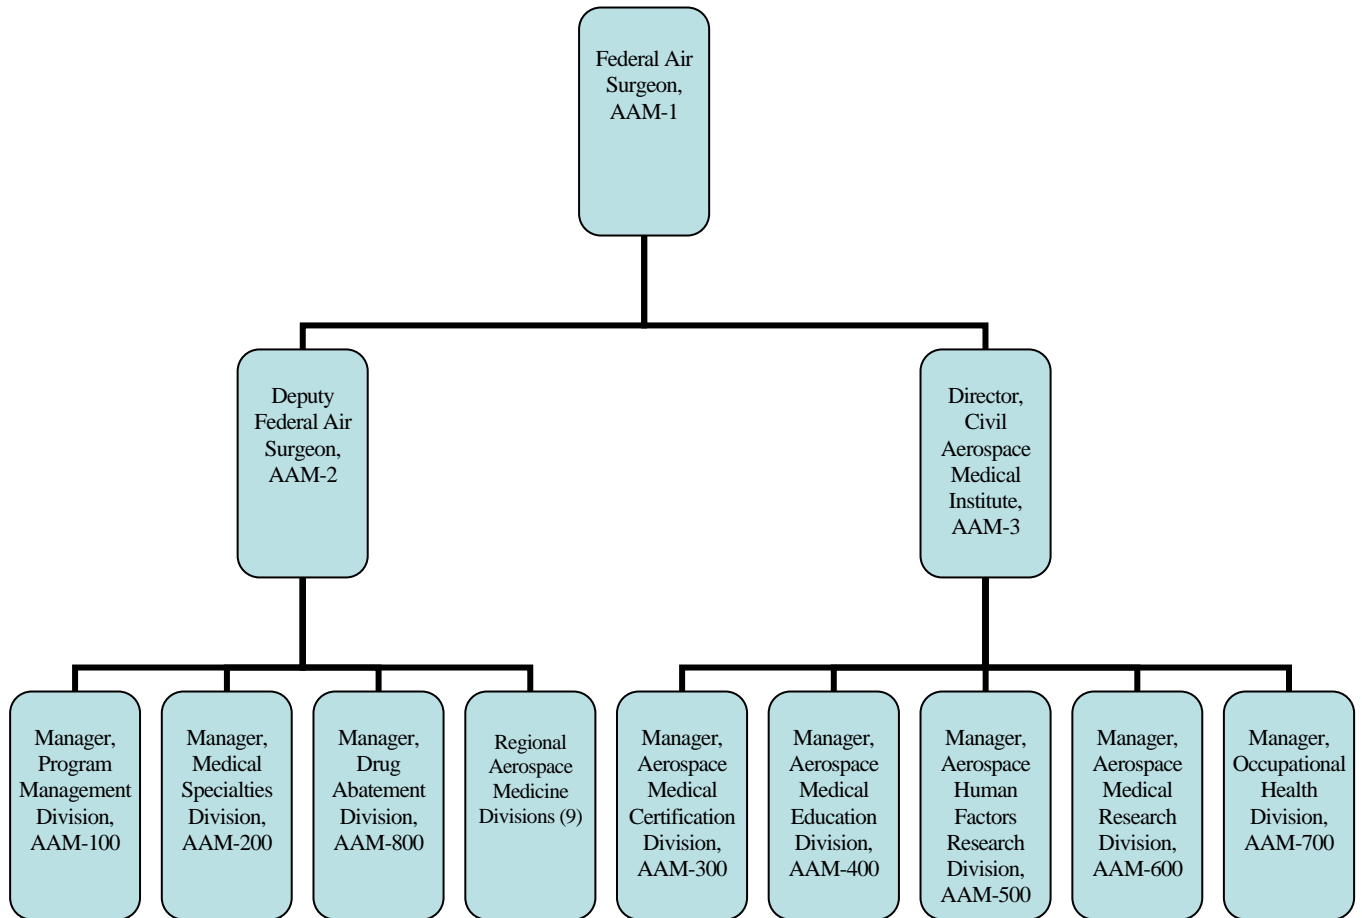 Federal Air
Surgeon,
AAM-1
Deputy
Federal Air
Surgeon,
AAM-2
Director,
Civil
Aerospace
Medical
Institute,
AAM-3
Manager,
Program
Management
Division,
AAM-100
Manager,
Medical
Specialties
Division,
AAM-200
Manager,
Drug
Abatement
Division,
AAM-800
Regional
Aerospace
Medicine
Divisions (9)
Manager,
Aerospace
Medical
Certification
Division,
AAM-300
Manager,
Aerospace
Medical
Education
Division,
AAM-400
Manager,
Aerospace
Human
Factors
Research
Division,
AAM-500
Manager,
Aerospace
Medical
Research
Division,
AAM-600
Manager,
Occupational
Health
Division,
AAM-700